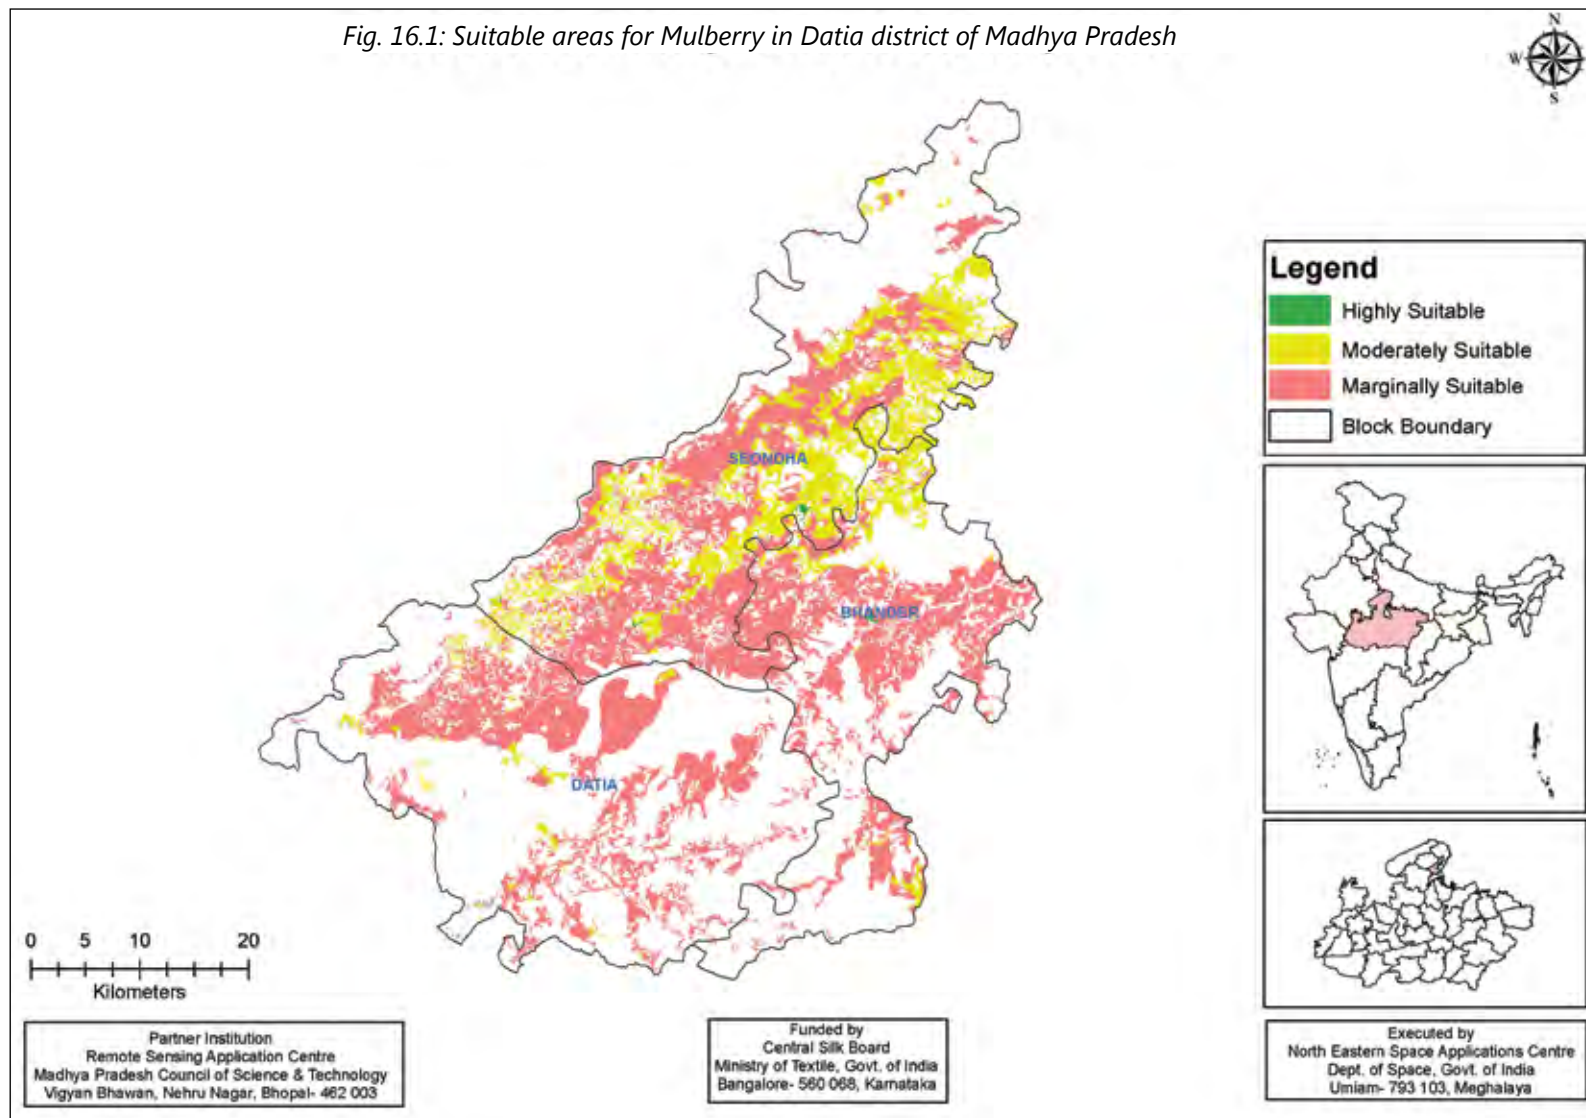 Fig. 16.1: Suitable areas for Mulberry in Datia district of Madhya Pradesh
N
W
S
Legend
Highly Suitable
Moderately Suitable
Marginally Suitable
Block Boundary
SEONDHA
BHANDER
DATIA
0 5 10 20
Kilometers
Partner Institution
Remote Sensing Application Centre
Madhya Pradesh Council of Science & Technology
Vigyan Bhawan, Nehru Nagar, Bhopal- 462 003
Funded by
Central Silk Board
Ministry of Textile, Govt. of India
Bangalore- 560 068, Karnataka
Executed by
North Eastern Space Applications Centre
Dept. of Space, Govt. of India
Umiam- 793 103, Meghalaya